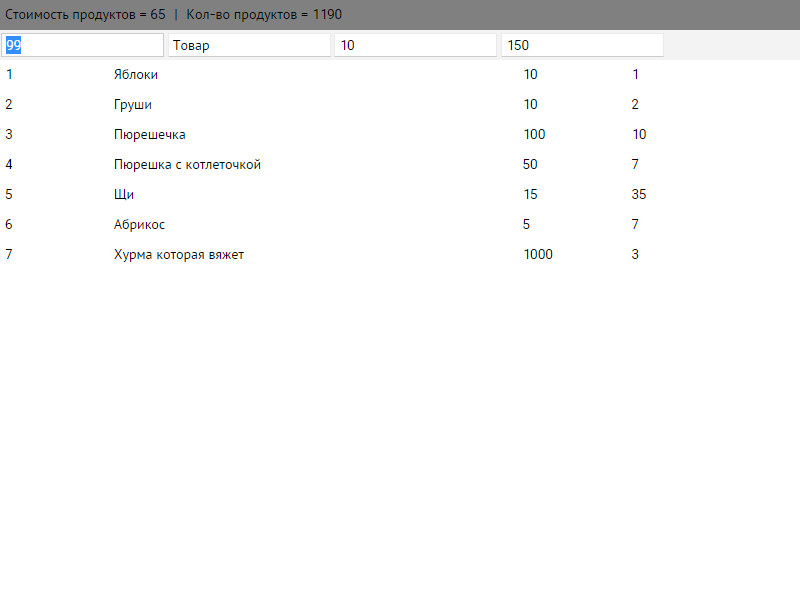 Стоимость продуктов = 65 | Кол-во продуктов = 1190
99 Товар 10 150
1 Яблоки 10 1
2 Груши 10 2
3 Пюрешечка 100 10
4 Пюрешка с котлеточкой 50 7
5 Щи 15 35
6 Абрикос 5 7
7 Хурма которая вяжет 1000 3